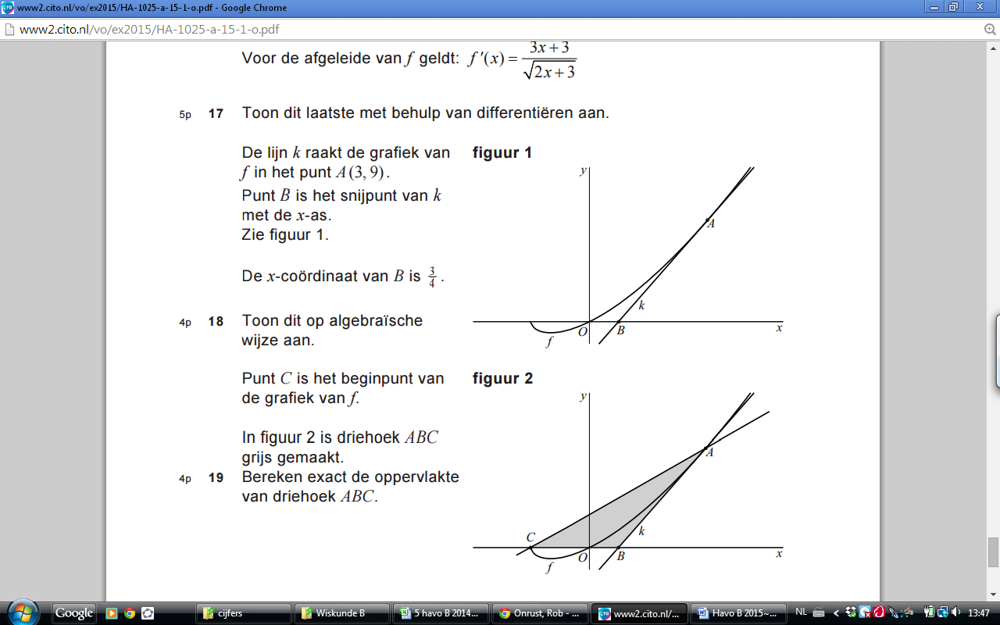 www2.cito.nl/vo/ex2015/HA-1025-a-15-1-o.pdf - Google Chrome
www2.cito.nl/vo/ex2015/HA-1025-a-15-1-o.pdf
Voor de afgeleide van f geldt: f '(x) = (3x + 3)/√(2x + 3)
5p 17 Toon dit laatste met behulp van differentiëren aan.
De lijn k raakt de grafiek van
f in het punt A(3, 9).
Punt B is het snijpunt van k
met de x-as.
Zie figuur 1.
De x-coördinaat van B is 3/4.
4p 18 Toon dit op algebraïsche
wijze aan.
figuur 1
y
A
k
O
B
x
f
Punt C is het beginpunt van
de grafiek van f.
In figuur 2 is driehoek ABC
grijs gemaakt.
4p 19 Bereken exact de oppervlakte
van driehoek ABC.
figuur 2
y
A
k
C
O
B
x
f
Google
cijfers
Wiskunde B
5 havo B 2014...
Onrust, Rob - ...
www2.cito.nl/...
Havo B 2015~...
NL
13:47